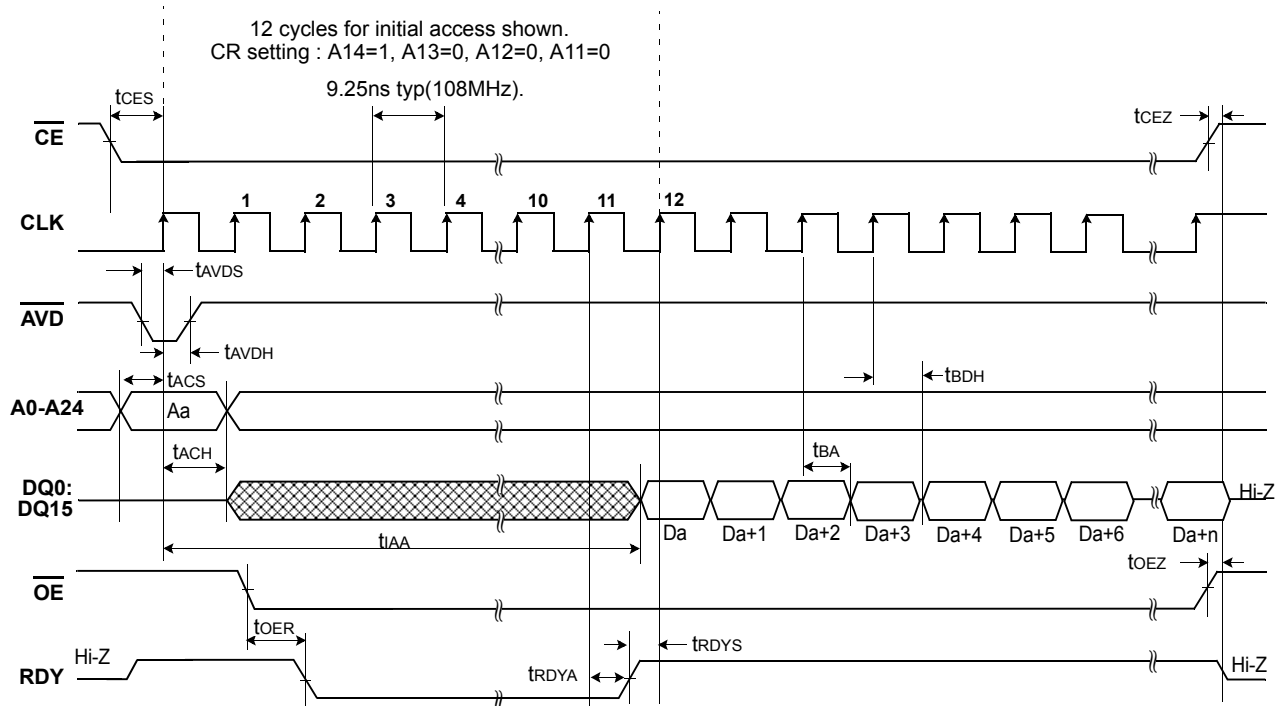 12 cycles for initial access shown.
CR setting : A14=1, A13=0, A12=0, A11=0
9.25ns typ(108MHz).
tCES
tCEZ
CE
1 2 3 4 10 11 12
CLK
tAVDS
AVD
tAVDH
tACS
tBDH
A0-A24
Aa
tACH
tBA
DQ0:
DQ15
Hi-Z
Da Da+1 Da+2 Da+3 Da+4 Da+5 Da+6 Da+n
tIAA
tOEZ
OE
tOER
tRDYS
Hi-Z
RDY
tRDYA
Hi-Z